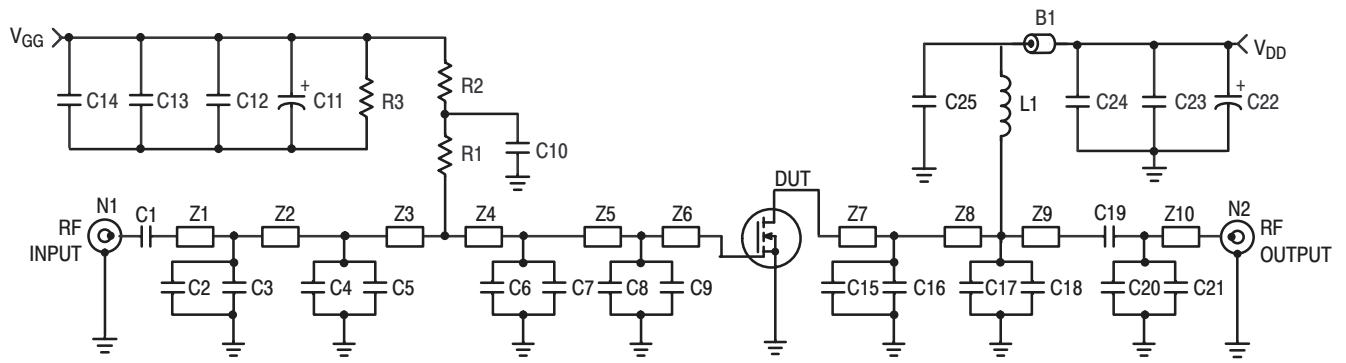 B1
V_GG
V_DD
R2
+
+
C14 C13 C12 C11 R3 C25 L1 C24 C23 C22
R1
C10
DUT
N1
RF
INPUT
C1 Z1 Z2 Z3 Z4 Z5 Z6 Z7 Z8 Z9 C19 Z10
N2
RF
OUTPUT
C2 C3 C4 C5 C6 C7 C8 C9 C15 C16 C17 C18 C20 C21